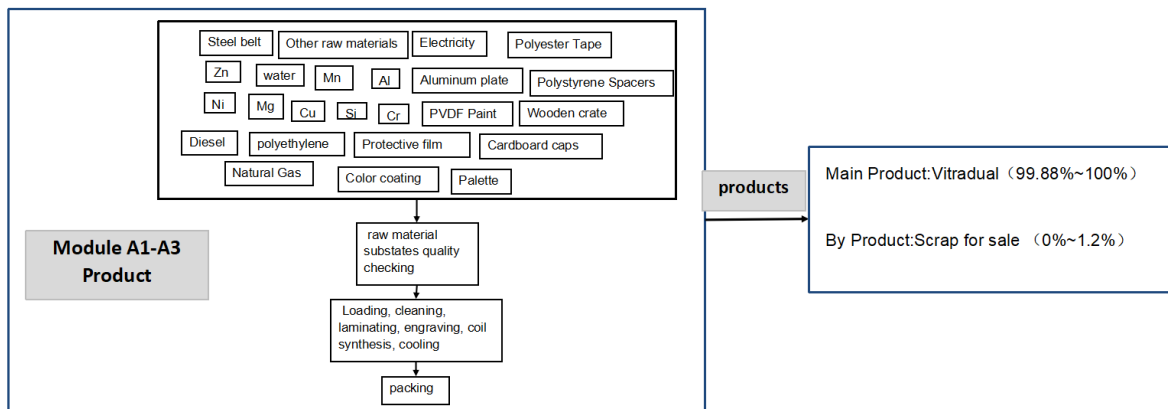 Steel belt
Other raw materials
Electricity
Polyester Tape
Zn
water
Mn
Al
Aluminum plate
Polystyrene Spacers
Ni
Mg
Cu
Si
Cr
PVDF Paint
Wooden crate
Diesel
polyethylene
Protective film
Cardboard caps
Natural Gas
Color coating
Palette
raw material
substates quality
checking
Loading, cleaning,
laminating, engraving, coil
synthesis, cooling
packing
Module A1-A3
Product
products
Main Product:Vitradual（99.88%~100%）
By Product:Scrap for sale （0%~1.2%）